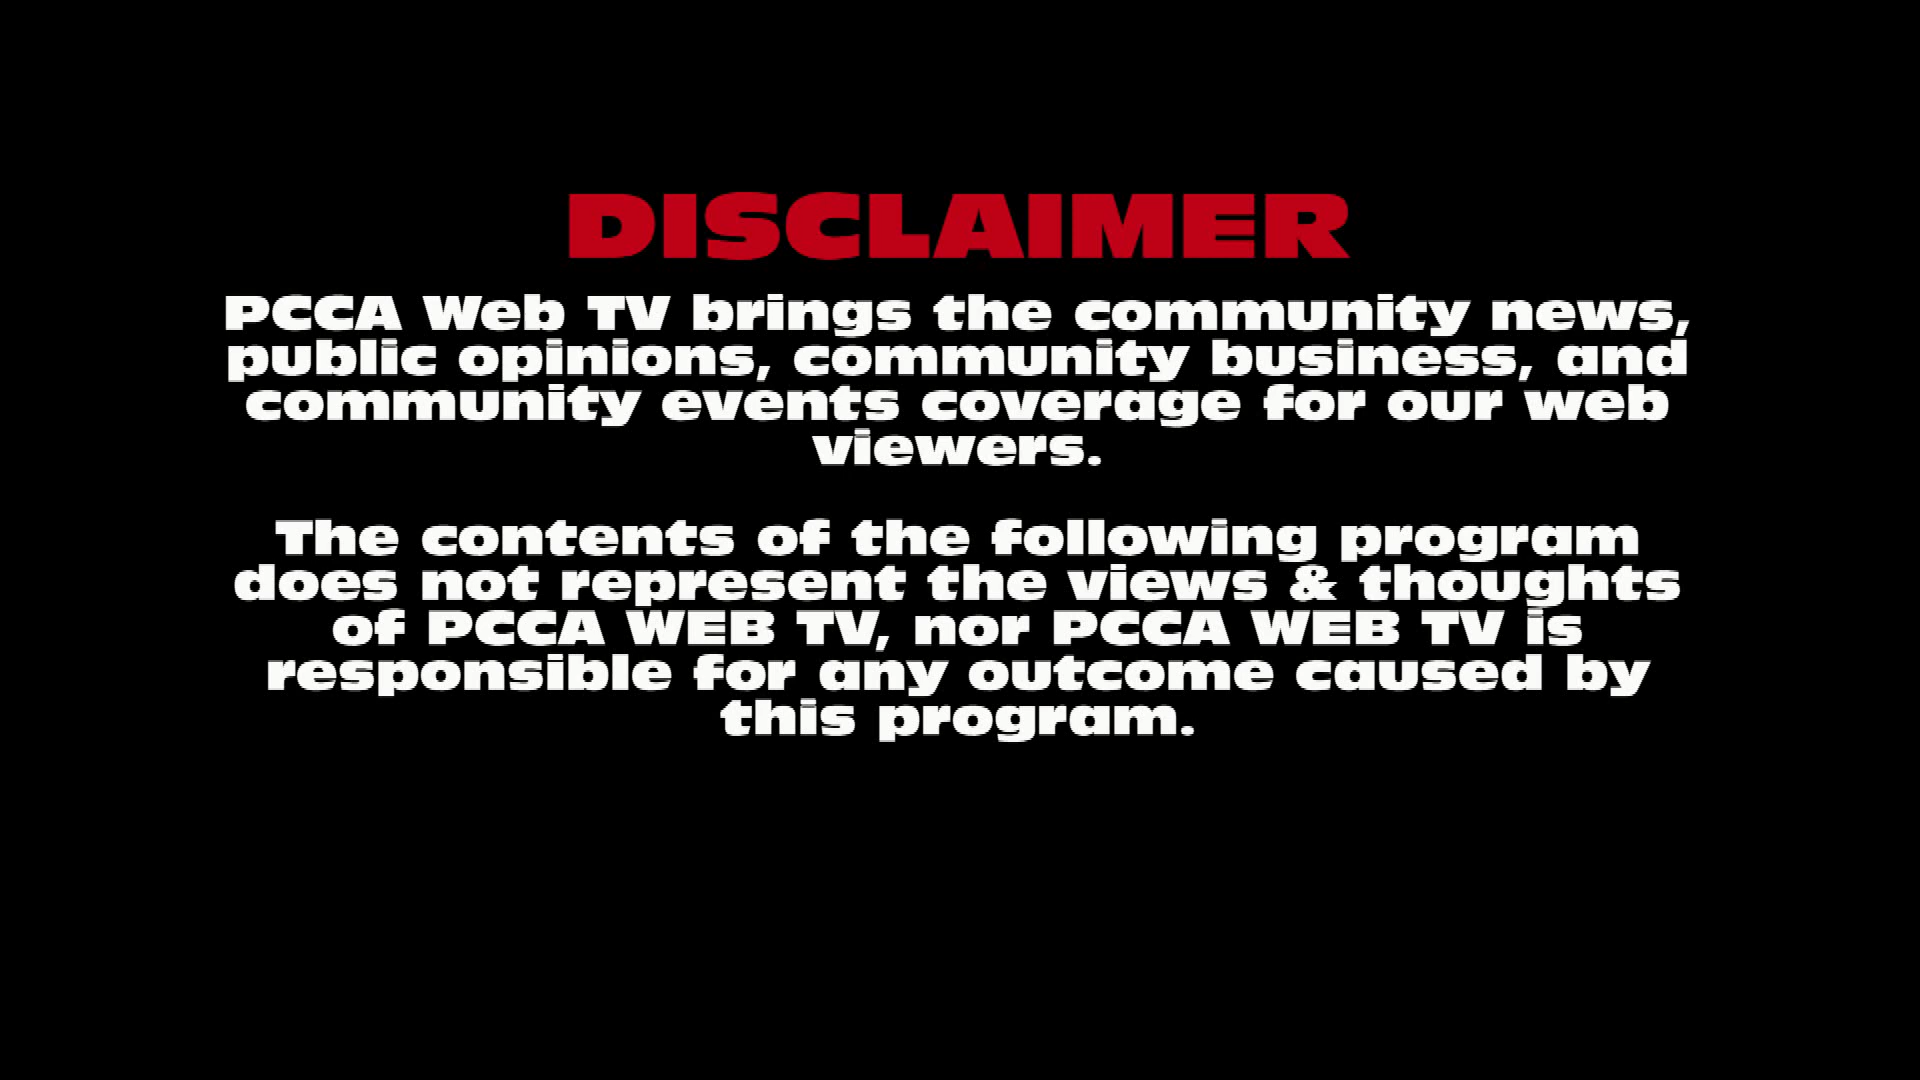 DISCLAIMER
PCCA Web TV brings the community news,
public opinions, community business, and
community events coverage for our web
viewers.
The contents of the following program
does not represent the views & thoughts
of PCCA WEB TV, nor PCCA WEB TV is
responsible for any outcome caused by
this program.